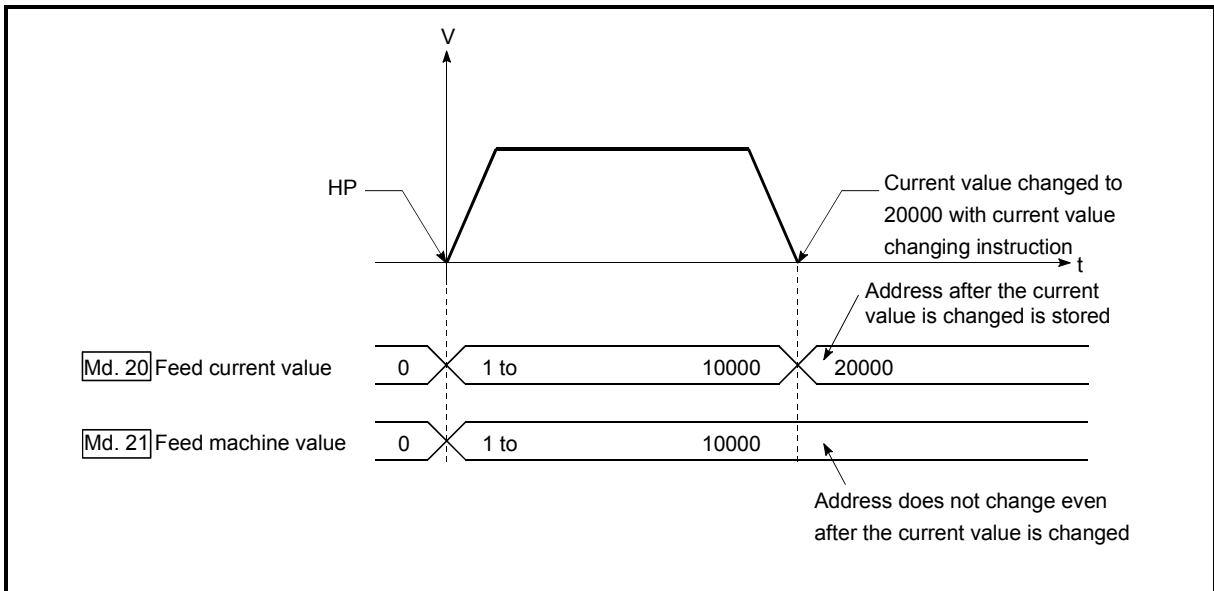 V
HP
Current value changed to
20000 with current value
changing instruction
t
Address after the current
value is changed is stored
Md. 20 Feed current value 0 1 to 10000 20000
Md. 21 Feed machine value 0 1 to 10000
Address does not change even
after the current value is changed